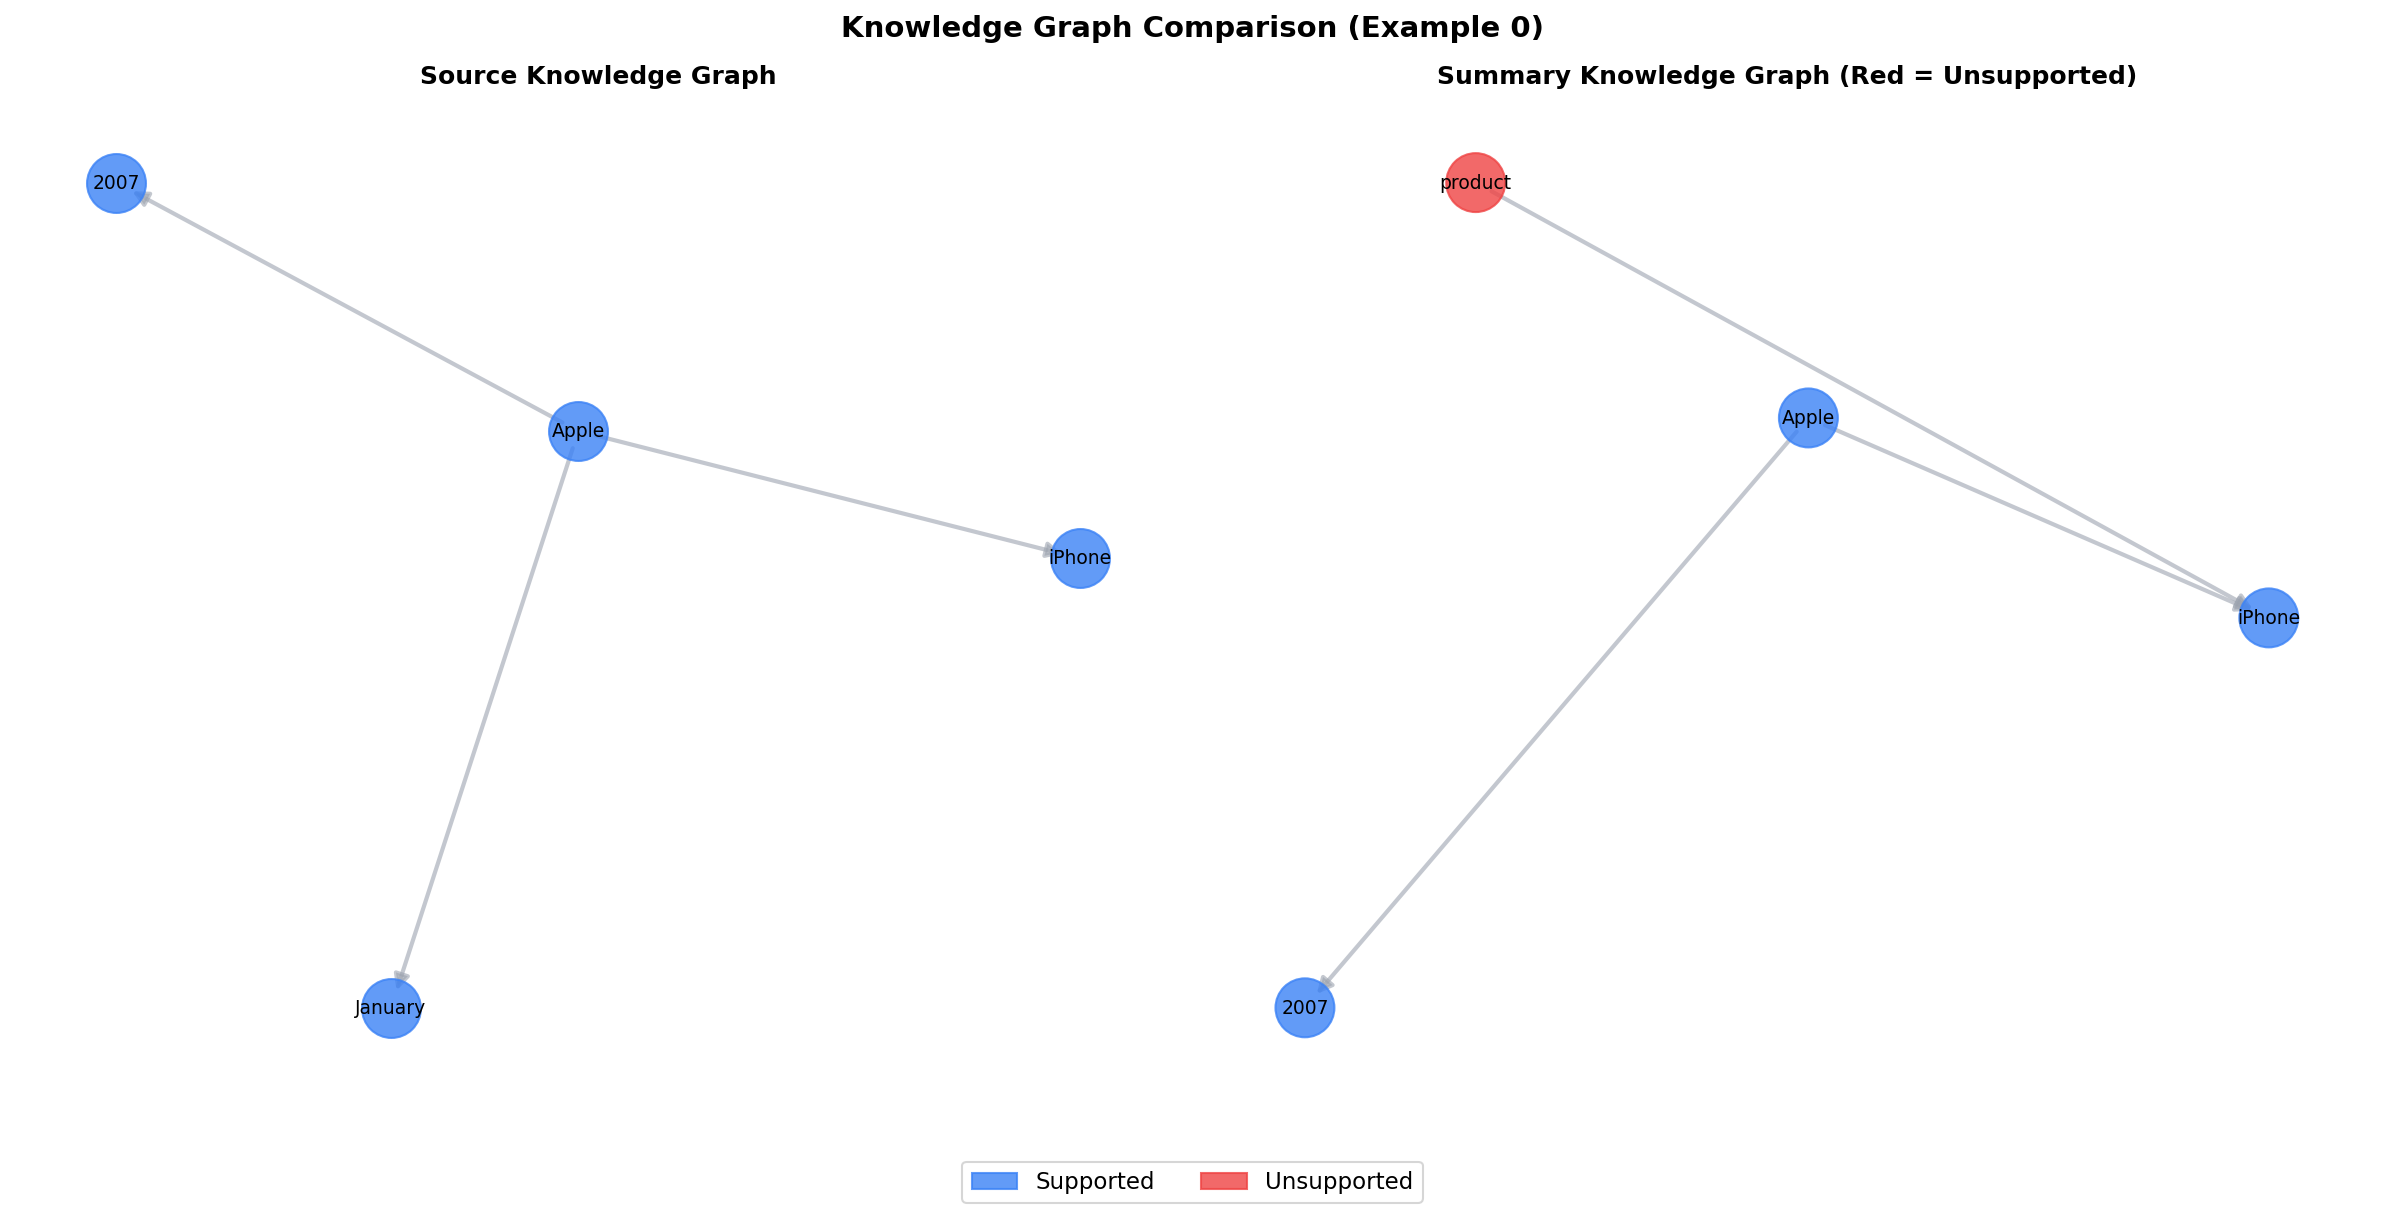 Knowledge Graph Comparison (Example 0)
Source Knowledge Graph
2007
Apple
iPhone
January
Summary Knowledge Graph (Red = Unsupported)
product
Apple
iPhone
2007
Supported
Unsupported